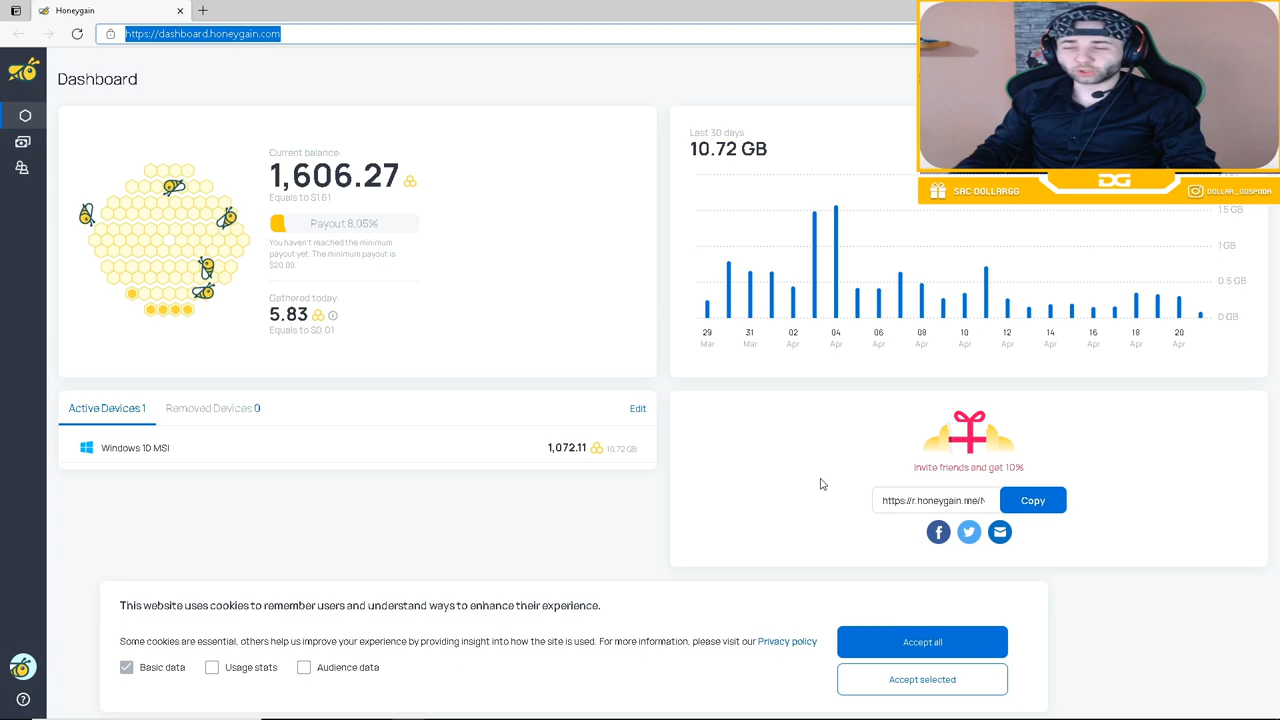 Honeygain
https://dashboard.honeygain.com
Dashboard
Current balance:
1,606.27
Equals to $1.61
Payout 8.05%
You haven't reached the minimum
payout yet. The minimum payout is
$20.00.
Gathered today:
5.83
Equals to $0.01
Last 30 days
10.72 GB
1.5 GB
1 GB
0.5 GB
0 GB
29 31 02 04 06 08 10 12 14 16 18 20
Mar Mar Apr Apr Apr Apr Apr Apr Apr Apr Apr Apr
SAC: DOLLARGG
DG
DOLLAR_GOSPODA
Active Devices 1 Removed Devices 0 Edit
Windows 10 MSI 1,072.11 10.72 GB
Invite friends and get 10%
https://r.honeygain.me/ Copy
This website uses cookies to remember users and understand ways to enhance their experience.
Some cookies are essential, others help us improve your experience by providing insight into how the site is used. For more information, please visit our Privacy policy
Basic data Usage stats Audience data
Accept all
Accept selected